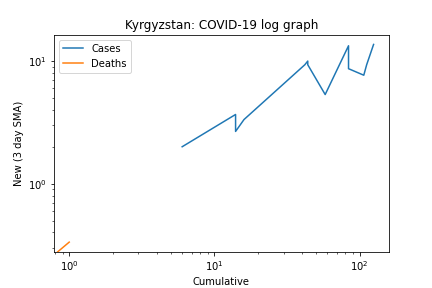 Kyrgyzstan: COVID-19 log graph
Cases
Deaths
New (3 day SMA)
10¹
10⁰
10⁰
10¹
10²
Cumulative